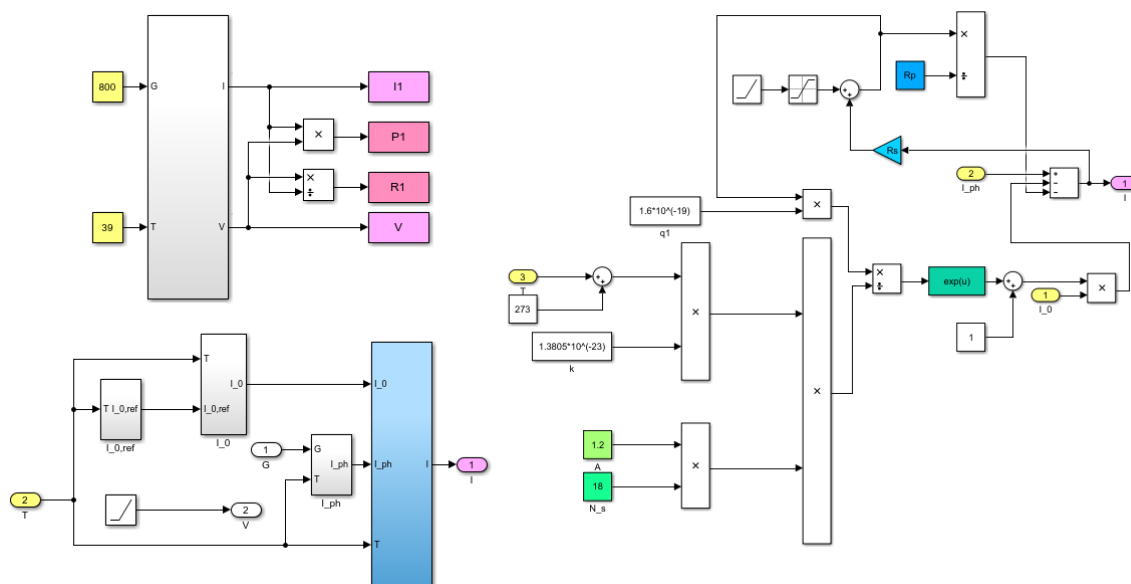 800
G
I
I1
×
P1
×
÷
R1
39
T
V
V
T
I_0
I_0,ref
T I_0,ref
I_0,ref
I_0
I_0
1
G
G
I_ph
T
I_ph
I_ph
I
1
I
2
T
2
V
T
×
÷
Rp
+
+
Rs
2
I_ph
+
−
−
1
I
1.6*10^(-19)
q1
×
3
T
+
+
273
×
1.3805*10^(-23)
k
×
×
÷
exp(u)
+
+
1
I_0
×
1
1.2
A
×
18
N_s